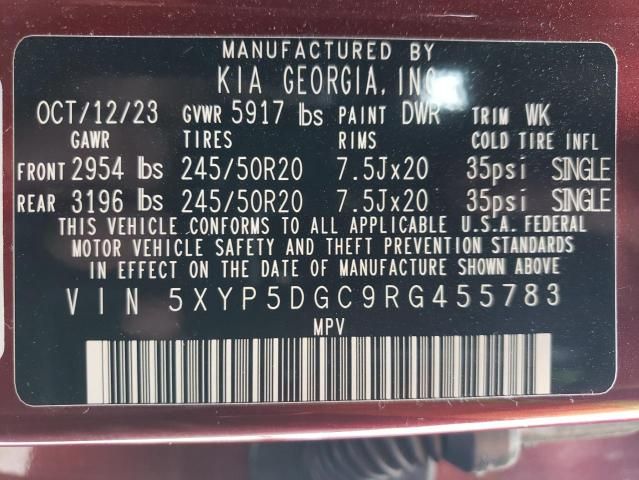 MANUFACTURED BY
KIA GEORGIA, INC
OCT/12/23 GVWR 5917 lbs PAINT DWR TRIM WK
GAWR TIRES RIMS COLD TIRE INFL
FRONT 2954 lbs 245/50R20 7.5Jx20 35psi SINGLE
REAR 3196 lbs 245/50R20 7.5Jx20 35psi SINGLE
THIS VEHICLE CONFORMS TO ALL APPLICABLE U.S.A. FEDERAL
MOTOR VEHICLE SAFETY AND THEFT PREVENTION STANDARDS
IN EFFECT ON THE DATE OF MANUFACTURE SHOWN ABOVE
VIN 5XYP5DGC9RG455783
MPV